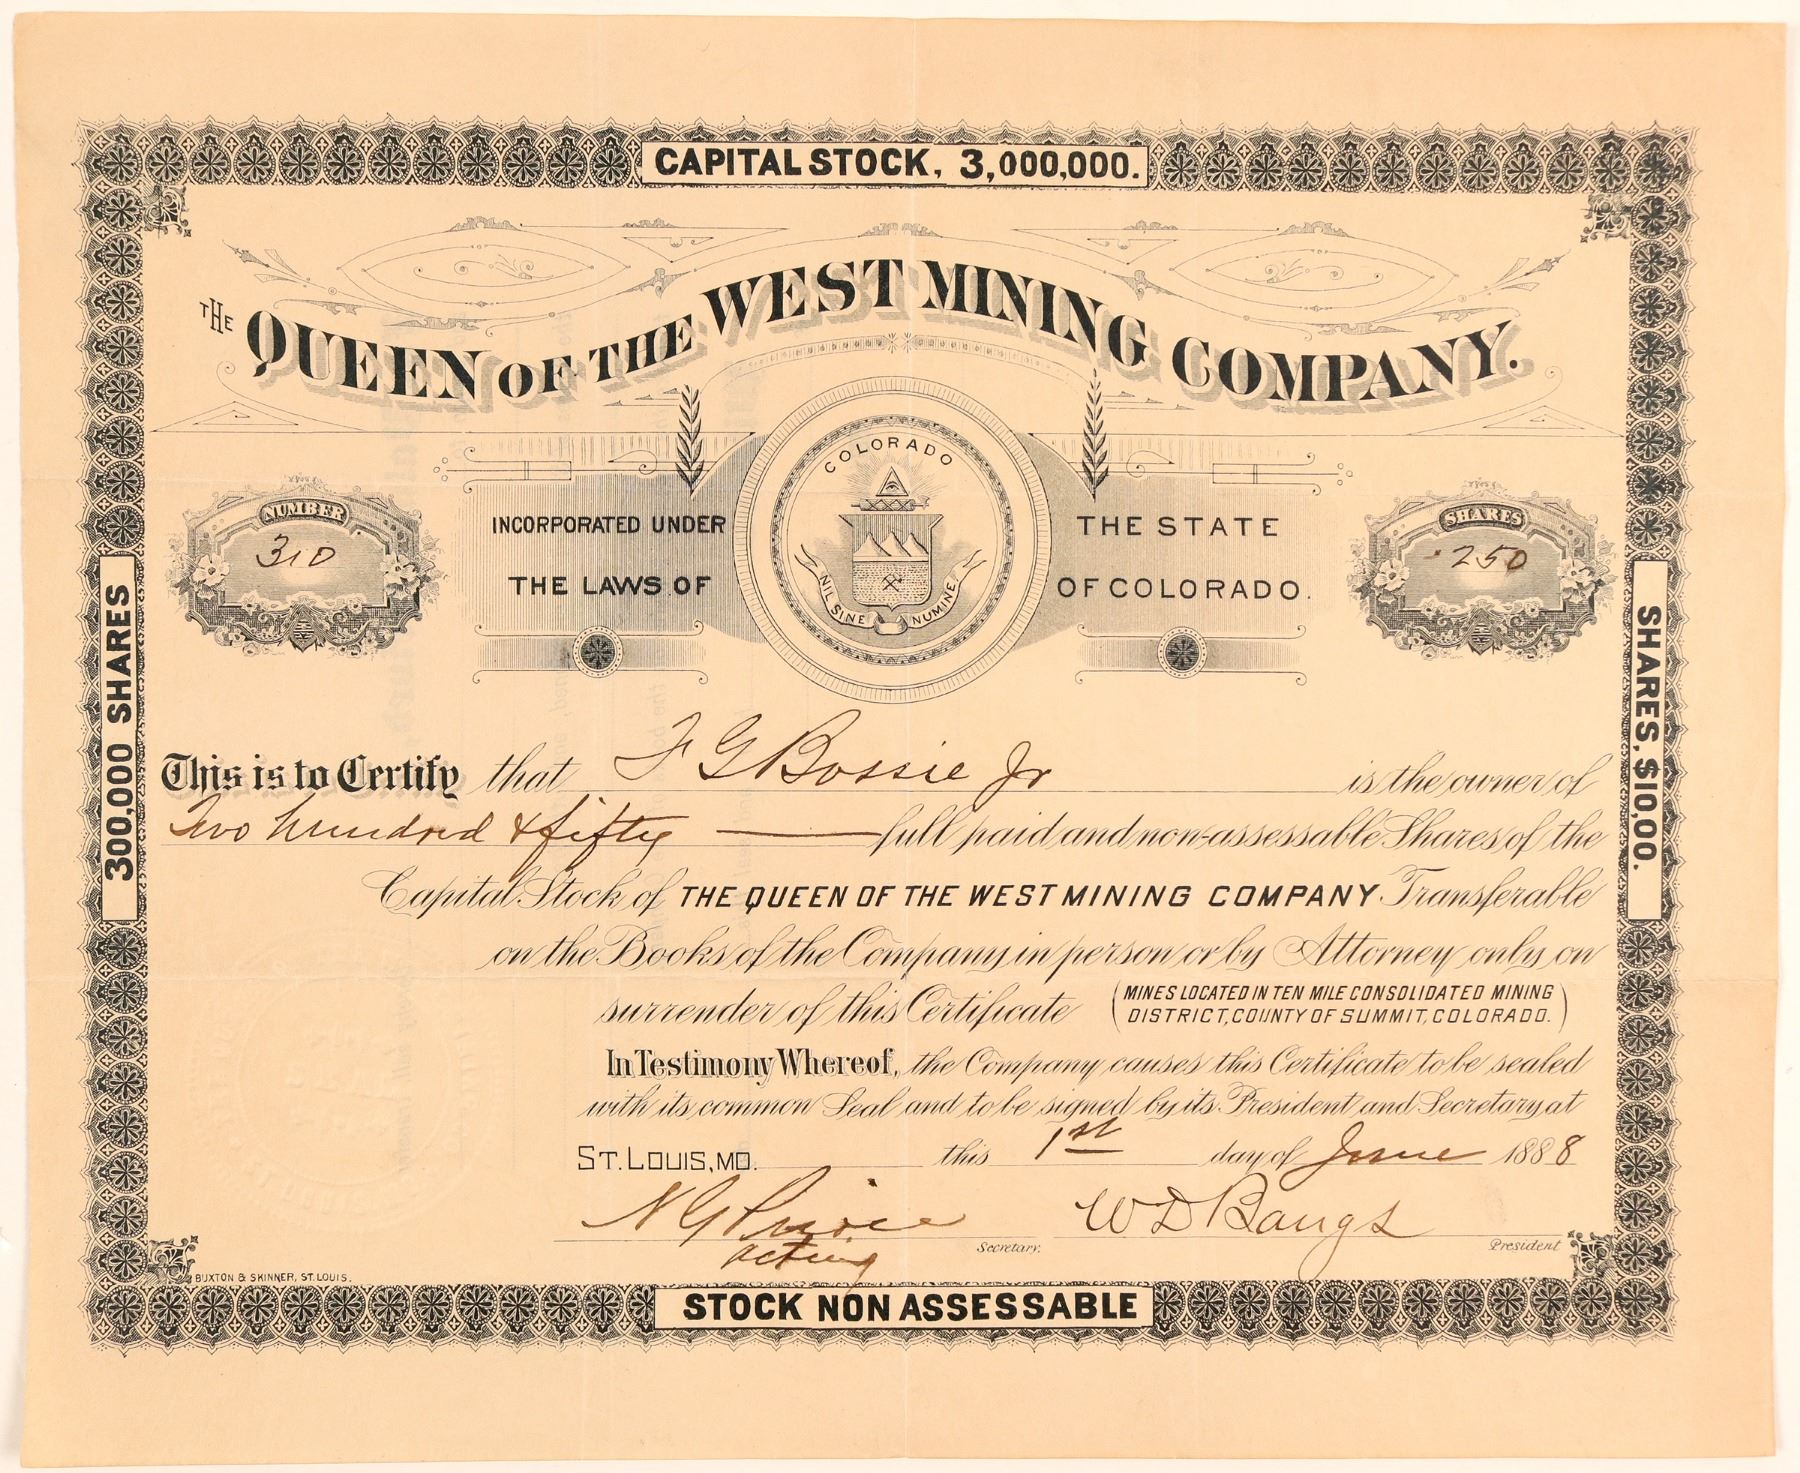 CAPITAL STOCK, 3,000,000.
THE QUEEN OF THE WEST MINING COMPANY.
COLORADO
NIL SINE NUMINE
NUMBER
310
INCORPORATED UNDER THE STATE
THE LAWS OF OF COLORADO.
SHARES
250
300,000 SHARES
SHARES, $10,00.
This is to Certify that F G Bossie Jr is the owner of
Two hundred & fifty full paid and non-assessable Shares of the
Capital Stock of THE QUEEN OF THE WEST MINING COMPANY Transferable
on the Books of the Company in person or by Attorney only on
surrender of this Certificate (MINES LOCATED IN TEN MILE CONSOLIDATED MINING
DISTRICT, COUNTY OF SUMMIT, COLORADO.)
In Testimony Whereof, the Company causes this Certificate to be sealed
with its common Seal and to be signed by its President and Secretary at
ST. LOUIS, MO. this 1st day of June 1888
N G W D Bangs
acting Secretary. President
BUXTON & SKINNER, ST. LOUIS.
STOCK NON ASSESSABLE